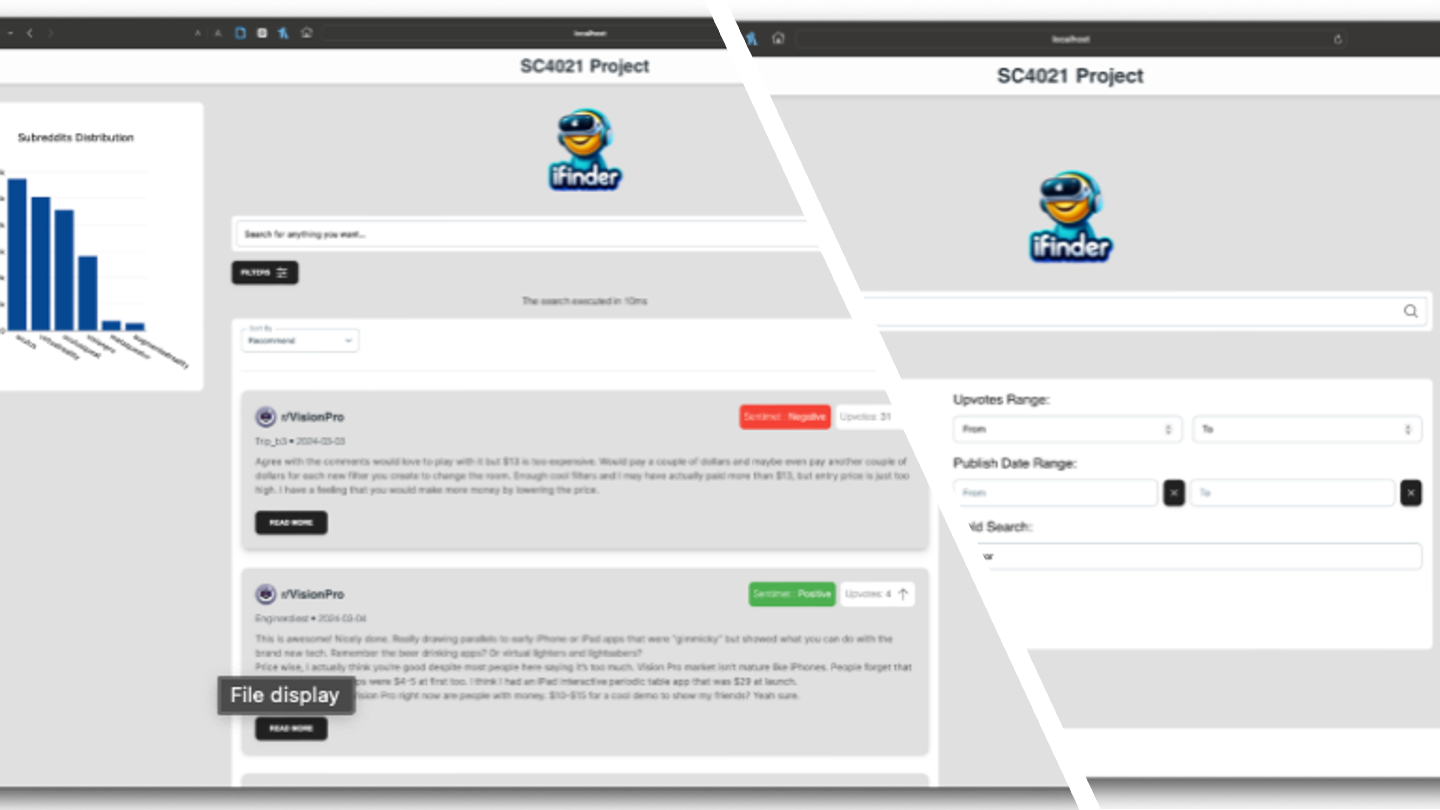 localhost
SC4021 Project
Subreddits Distribution
oculus
virtualreality
oculusquest
visionpro
augmentedreality
iFinder
Search for anything you want...
FILTERS
The search executed in 10ms
Sort By
Recommend
r/VisionPro
Sentimet : Negative
Upvotes: 31
Trip_b3 • 2024-03-03
Agree with the comments would love to play with it but $13 is too expensive. Would pay a couple of dollars and maybe even pay another couple of
dollars for each new filter you create to change the room. Enough cool filters and I may have actually paid more than $13, but entry price is just too
high. I have a feeling that you would make more money by lowering the price.
READ MORE
r/VisionPro
Sentimet : Positive
Upvotes: 4
Enginerdiest • 2024-03-04
This is awesome! Nicely done. Really drawing parallels to early iPhone or iPad apps that were "gimmicky" but showed what you can do with the
brand new tech. Remember the beer drinking apps? Or virtual lighters and lightsabers?
Price wise, I actually think you're good despite most people here saying it's too much. Vision Pro market isn't mature like iPhones. People forget that
ps were $4-5 at first too. I think I had an iPad interactive periodic table app that was $29 at launch.
ision Pro right now are people with money. $10-$15 for a cool demo to show my friends? Yeah sure.
File display
READ MORE
localhost
SC4021 Project
iFinder
Upvotes Range:
From
To
Publish Date Range:
From
To
ld Search:
or